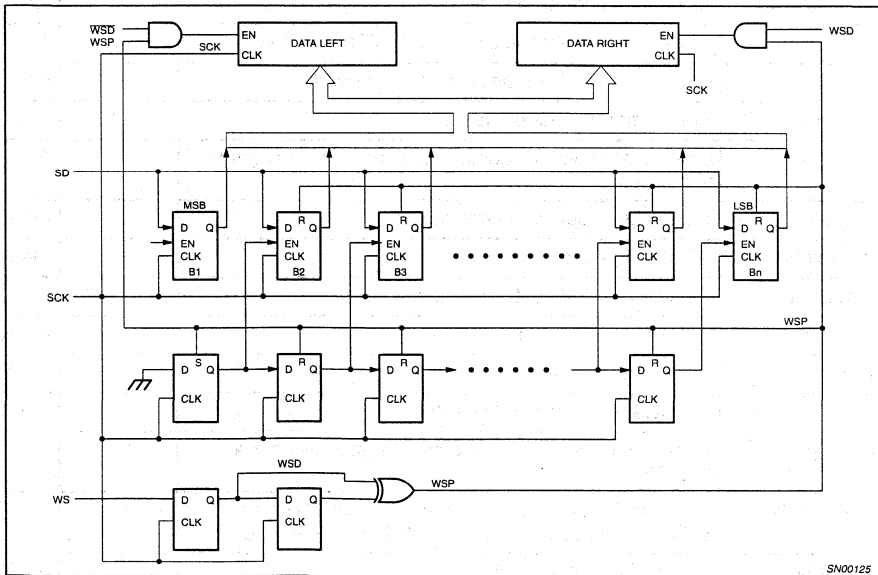 WSD
WSP
SCK
EN
CLK
DATA LEFT
DATA RIGHT
EN
CLK
SCK
WSD
SD
MSB
D Q
EN
CLK
B1
R
D Q
EN
CLK
B2
R
D Q
EN
CLK
B3
R
D Q
EN
CLK
LSB
R
D Q
EN
CLK
Bn
SCK
WSP
S
D Q
CLK
R
D Q
CLK
R
D Q
CLK
R
D Q
CLK
WSD
WS
D Q
CLK
D Q
CLK
WSP
SN00125